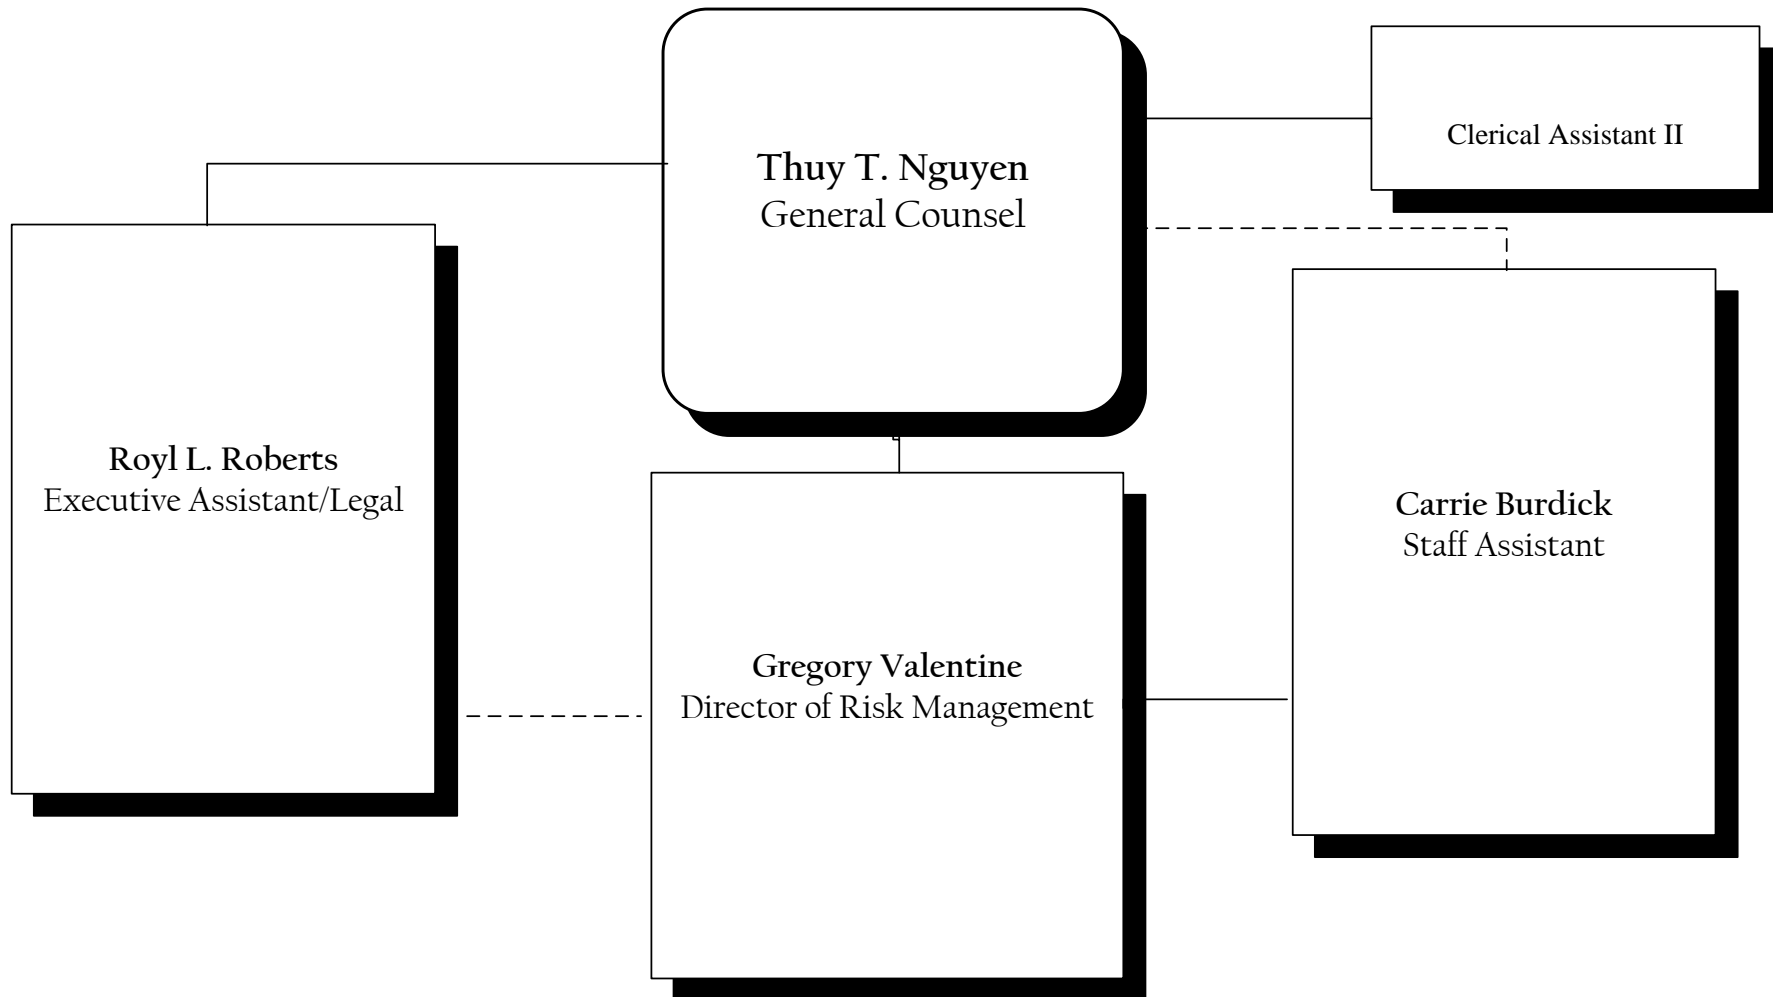 Thuy T. Nguyen
General Counsel
Clerical Assistant II
Royl L. Roberts
Executive Assistant/Legal
Gregory Valentine
Director of Risk Management
Carrie Burdick
Staff Assistant